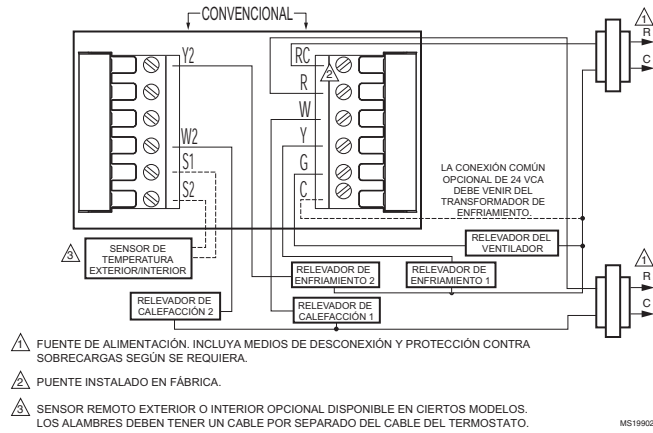 CONVENCIONAL
Y2
W2
S1
S2
RC
2
R
W
Y
G
C
1
R
C
LA CONEXIÓN COMÚN
OPCIONAL DE 24 VCA
DEBE VENIR DEL
TRANSFORMADOR DE
ENFRIAMIENTO.
3
SENSOR DE
TEMPERATURA
EXTERIOR/INTERIOR
RELEVADOR DEL
VENTILADOR
RELEVADOR DE
ENFRIAMIENTO 2
RELEVADOR DE
ENFRIAMIENTO 1
RELEVADOR DE
CALEFACCIÓN 2
RELEVADOR DE
CALEFACCIÓN 1
1
R
C
1 FUENTE DE ALIMENTACIÓN. INCLUYA MEDIOS DE DESCONEXIÓN Y PROTECCIÓN CONTRA
SOBRECARGAS SEGÚN SE REQUIERA.
2 PUENTE INSTALADO EN FÁBRICA.
3 SENSOR REMOTO EXTERIOR O INTERIOR OPCIONAL DISPONIBLE EN CIERTOS MODELOS.
LOS ALAMBRES DEBEN TENER UN CABLE POR SEPARADO DEL CABLE DEL TERMOSTATO.
MS19902